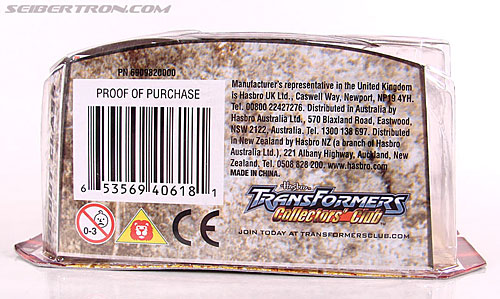 SEIBERTRON.COM
PN 6909820000
PROOF OF PURCHASE
6 53569 40618 1
0-3
CE
Manufacturer's representative in the United Kingdom
is Hasbro UK Ltd., Caswell Way, Newport, NP19 4YH.
Tel. 00800 22427276. Distributed in Australia by
Hasbro Australia Ltd., 570 Blaxland Road, Eastwood,
NSW 2122, Australia. Tel. 1300 138 697. Distributed
in New Zealand by Hasbro NZ (a branch of Hasbro
Australia Ltd.), 221 Albany Highway, Auckland, New
Zealand. Tel. 0508 828 200. www.hasbro.com
MADE IN CHINA.
Hasbro
TRANSFORMERS
Collectors' Club
JOIN TODAY AT TRANSFORMERSCLUB.COM